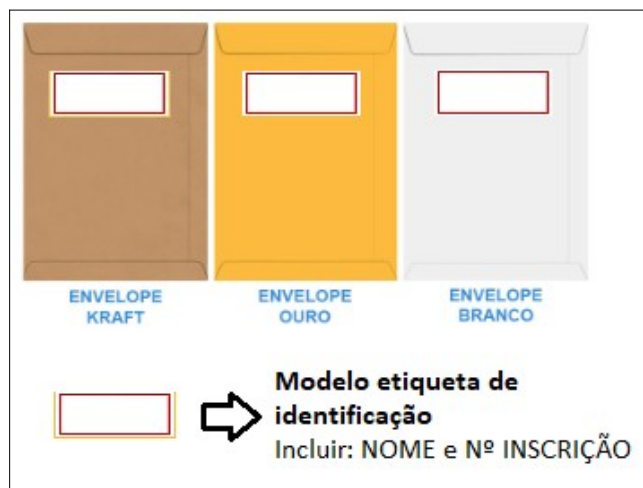 ENVELOPE
KRAFT
ENVELOPE
OURO
ENVELOPE
BRANCO
Modelo etiqueta de
identificação
Incluir: NOME e Nº INSCRIÇÃO